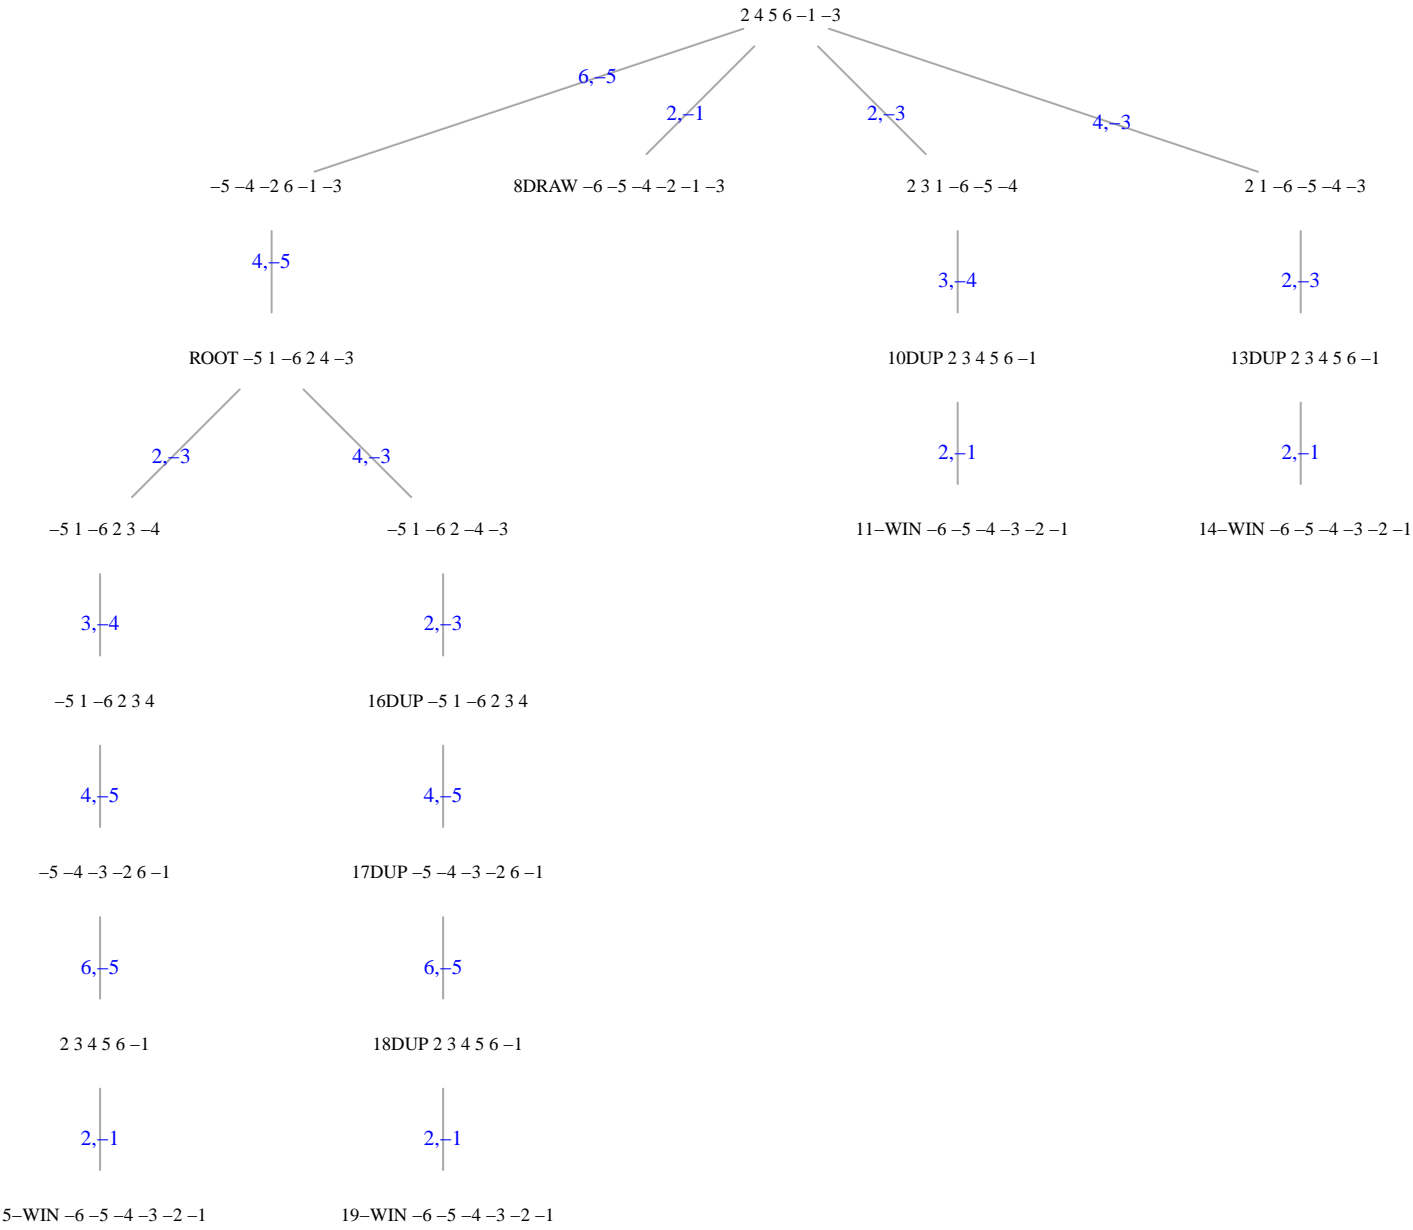 2 4 5 6 –1 –3
6,–5
2,–1
2,–3
4,–3
–5 –4 –2 6 –1 –3
8DRAW –6 –5 –4 –2 –1 –3
2 3 1 –6 –5 –4
2 1 –6 –5 –4 –3
4,–5
3,–4
2,–3
ROOT –5 1 –6 2 4 –3
10DUP 2 3 4 5 6 –1
13DUP 2 3 4 5 6 –1
2,–3
4,–3
2,–1
2,–1
–5 1 –6 2 3 –4
–5 1 –6 2 –4 –3
11–WIN –6 –5 –4 –3 –2 –1
14–WIN –6 –5 –4 –3 –2 –1
3,–4
2,–3
–5 1 –6 2 3 4
16DUP –5 1 –6 2 3 4
4,–5
4,–5
–5 –4 –3 –2 6 –1
17DUP –5 –4 –3 –2 6 –1
6,–5
6,–5
2 3 4 5 6 –1
18DUP 2 3 4 5 6 –1
2,–1
2,–1
5–WIN –6 –5 –4 –3 –2 –1
19–WIN –6 –5 –4 –3 –2 –1